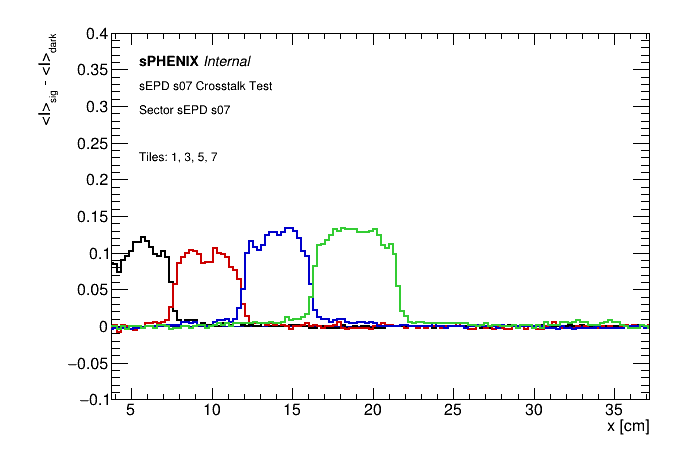 <I>sig - <I>dark
0.4
0.35
0.3
0.25
0.2
0.15
0.1
0.05
0
−0.05
−0.1
sPHENIX Internal
sEPD s07 Crosstalk Test
Sector sEPD s07
Tiles: 1, 3, 5, 7
5 10 15 20 25 30 35
x [cm]